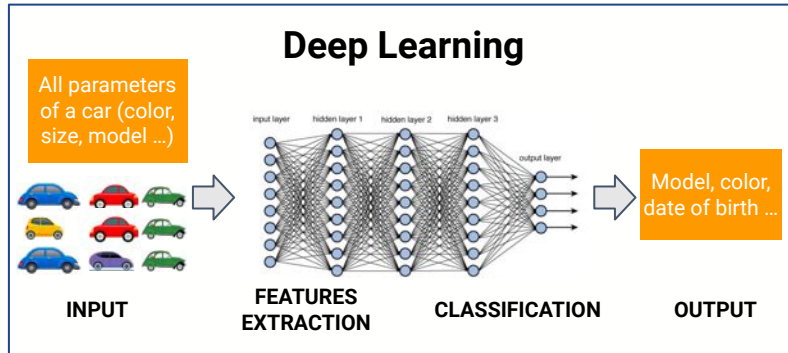 Deep Learning
All parameters
of a car (color,
size, model ...)
input layer
hidden layer 1
hidden layer 2
hidden layer 3
output layer
Model, color,
date of birth ...
INPUT
FEATURES
EXTRACTION
CLASSIFICATION
OUTPUT